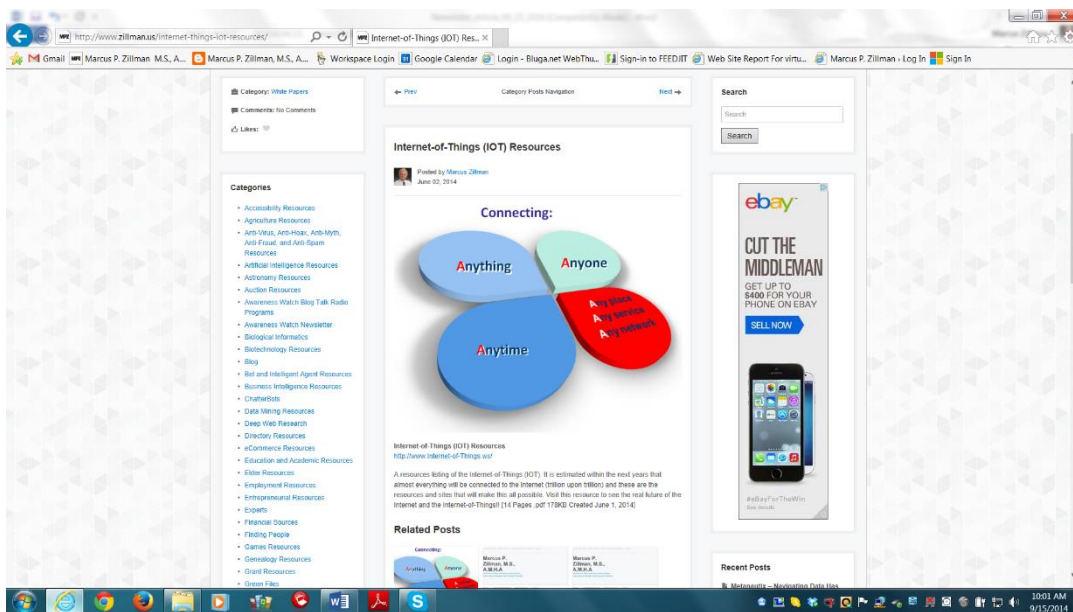 http://www.zillman.us/internet-things-iot-resources/
Internet-of-Things (IOT) Res...
Gmail
Marcus P. Zillman M.S., A...
Marcus P. Zillman, M.S., A...
Workspace Login
Google Calendar
Login - Bluga.net WebThu...
Sign-in to FEEDJIT
Web Site Report For virtu...
Marcus P. Zillman › Log In
Sign In
Category: White Papers
Comments: No Comments
Likes:
Categories
• Accessibility Resources
• Agriculture Resources
• Anti-Virus, Anti-Hoax, Anti-Myth,
Anti-Fraud, and Anti-Spam
Resources
• Artificial Intelligence Resources
• Astronomy Resources
• Auction Resources
• Awareness Watch Blog Talk Radio
Programs
• Awareness Watch Newsletter
• Biological Informatics
• Biotechnology Resources
• Blog
• Bot and Intelligent Agent Resources
• Business Intelligence Resources
• ChatterBots
• Data Mining Resources
• Deep Web Research
• Directory Resources
• eCommerce Resources
• Education and Academic Resources
• Elder Resources
• Employment Resources
• Entrepreneurial Resources
• Experts
• Financial Sources
• Finding People
• Games Resources
• Genealogy Resources
• Grant Resources
• Green Files
← Prev
Category Posts Navigation
Next →
Internet-of-Things (IOT) Resources
Posted by Marcus Zillman
June 02, 2014
Connecting:
Anything
Anyone
Any place
Any service
Any network
Anytime
Internet-of-Things (IOT) Resources
http://www.Internet-of-Things.ws/
A resources listing of the Internet-of-Things (IOT). It is estimated within the next years that
almost everything will be connected to the Internet (trillion upon trillion) and these are the
resources and sites that will make this all possible. Visit this resource to see the real future of the
Internet and the Internet-of-Things!! [14 Pages .pdf 178KB Created June 1, 2014]
Related Posts
Connecting:
Anything
Anyone
Marcus P.
Zillman, M.S.,
A.M.H.A
Marcus P.
Zillman, M.S.,
A.M.H.A
Search
Search
Search
ebay
CUT THE
MIDDLEMAN
GET UP TO
$400 FOR YOUR
PHONE ON EBAY
SELL NOW
#eBayForTheWin
See details
Recent Posts
Metanautix – Navigating Data Has
10:01 AM
9/15/2014